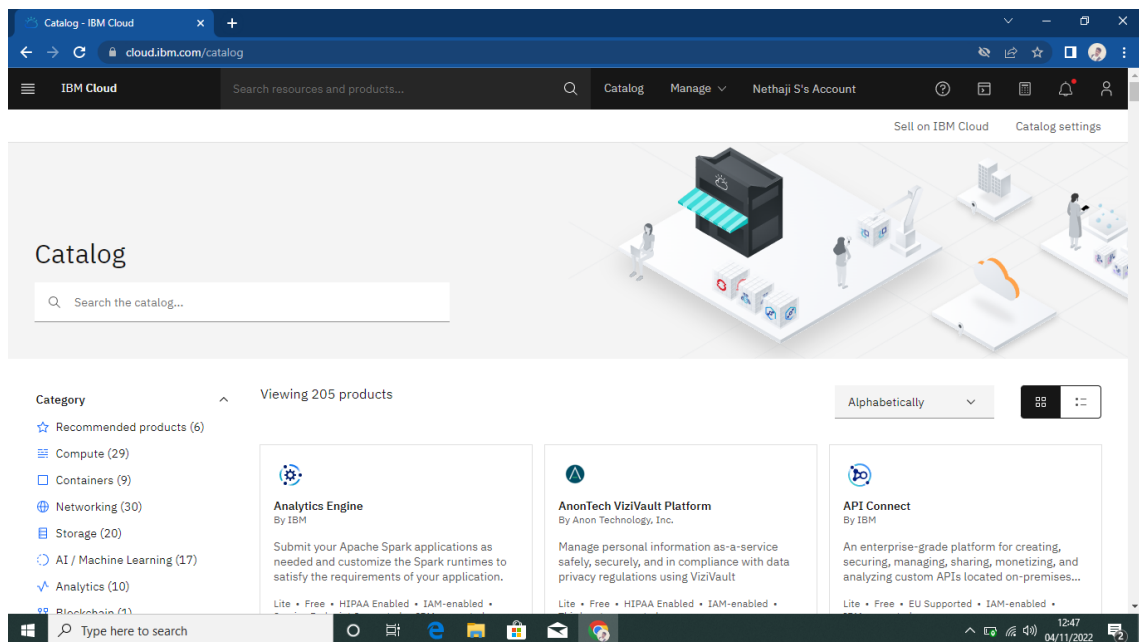 Catalog - IBM Cloud
cloud.ibm.com/catalog
IBM Cloud
Search resources and products...
Catalog
Manage
Nethaji S's Account
Sell on IBM Cloud
Catalog settings
Catalog
Search the catalog...
Category
Recommended products (6)
Compute (29)
Containers (9)
Networking (30)
Storage (20)
AI / Machine Learning (17)
Analytics (10)
Blockchain (1)
Viewing 205 products
Alphabetically
Analytics Engine
By IBM
Submit your Apache Spark applications as
needed and customize the Spark runtimes to
satisfy the requirements of your application.
Lite • Free • HIPAA Enabled • IAM-enabled •
AnonTech ViziVault Platform
By Anon Technology, Inc.
Manage personal information as-a-service
safely, securely, and in compliance with data
privacy regulations using ViziVault
Lite • Free • HIPAA Enabled • IAM-enabled •
API Connect
By IBM
An enterprise-grade platform for creating,
securing, managing, sharing, monetizing, and
analyzing custom APIs located on-premises...
Lite • Free • EU Supported • IAM-enabled •
Type here to search
12:47
04/11/2022
2